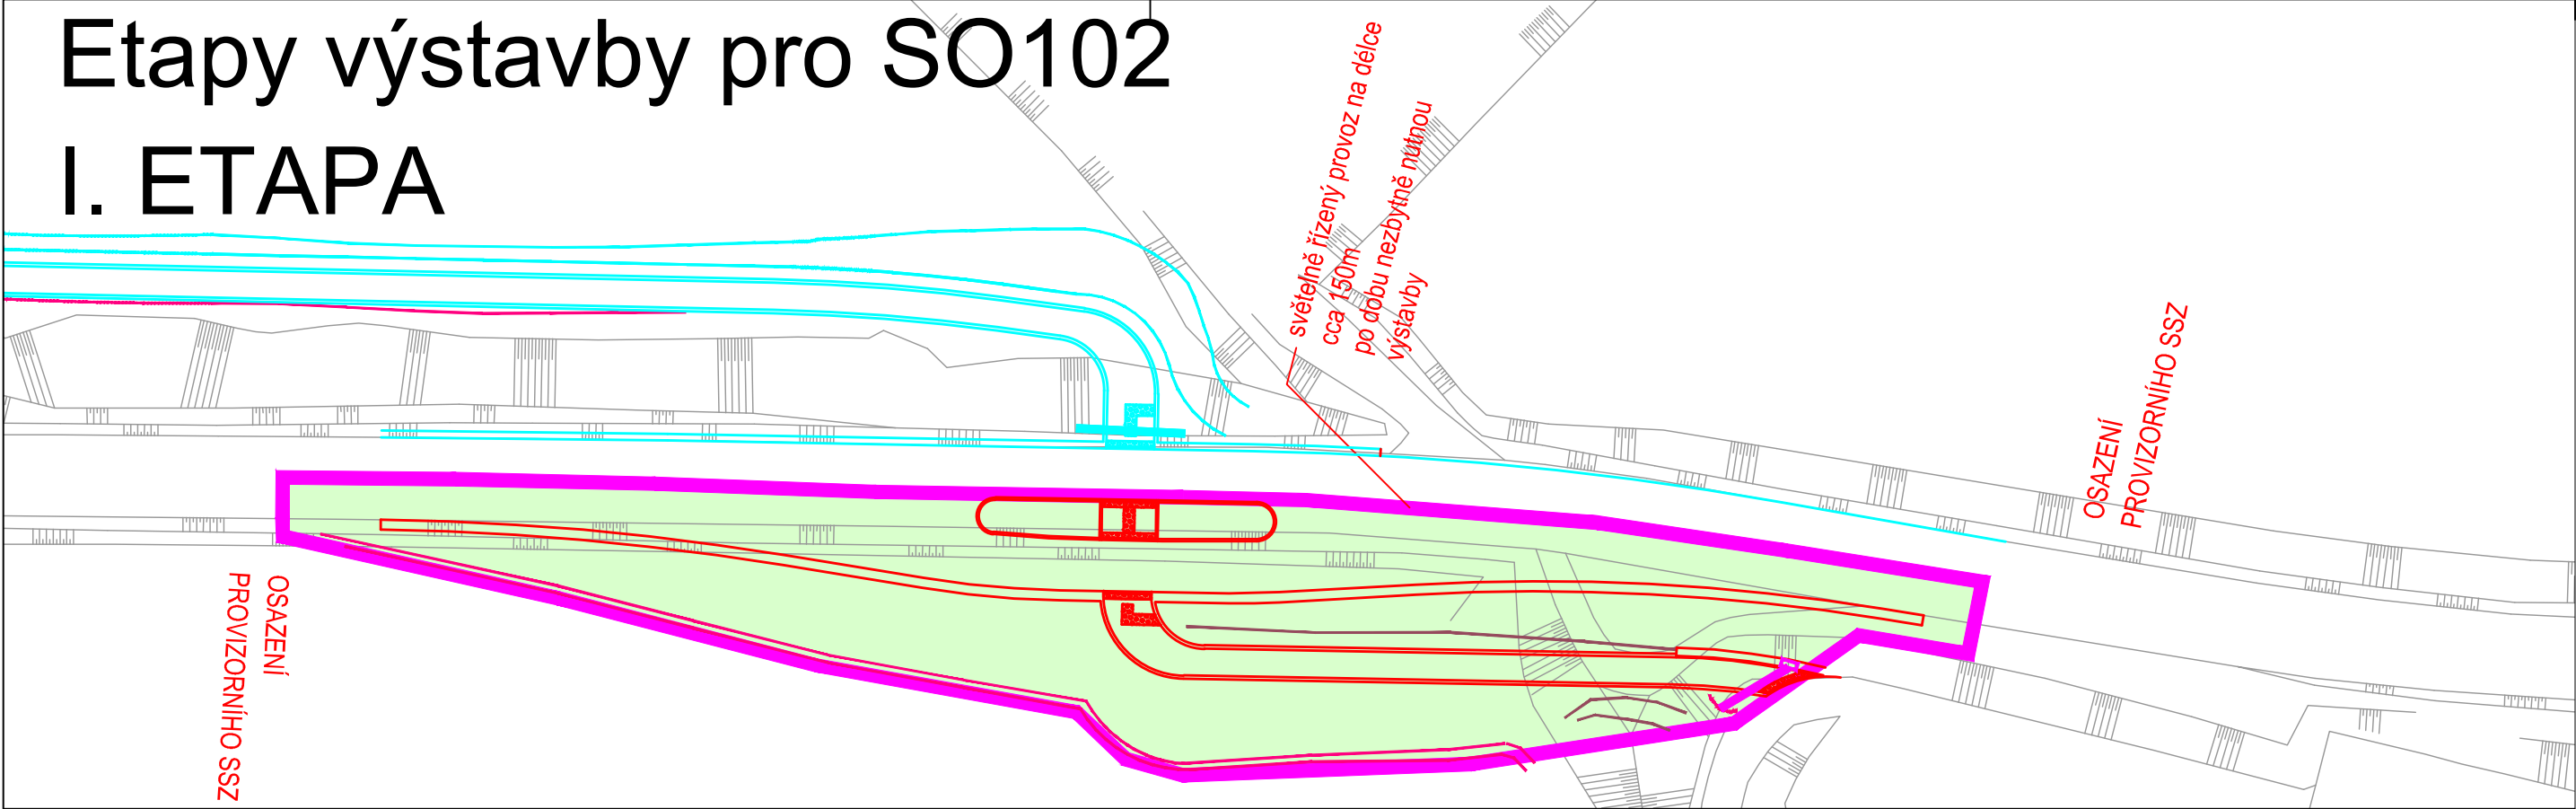 Etapy výstavby pro SO102
I. ETAPA
světelně řízený provoz na délce
cca 150m
po dobu nezbytně nutnou
výstavby
OSAZENÍ
PROVIZORNÍHO SSZ
OSAZENÍ
PROVIZORNÍHO SSZ